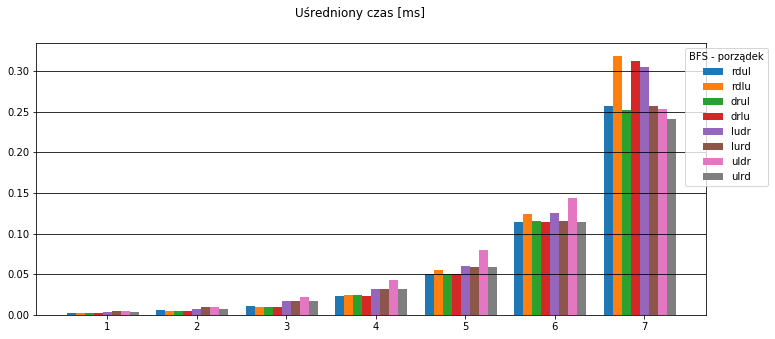 Uśredniony czas [ms]
0.30
0.25
0.20
0.15
0.10
0.05
0.00
1 2 3 4 5 6 7
BFS - porządek
rdul
rdlu
drul
drlu
ludr
lurd
uldr
ulrd